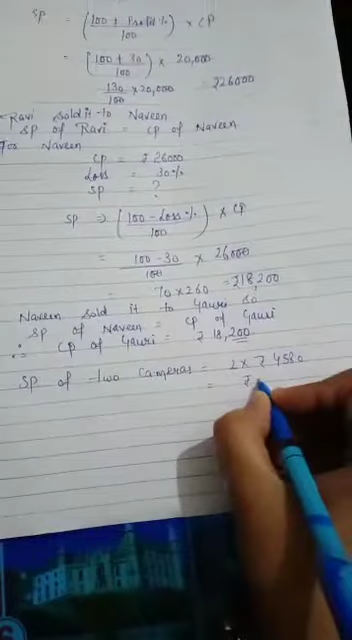 SP = (100 + Profit% / 100) × CP
= (100 + 30 / 100) × 20,000
130/100 × 20,000 = ₹26000
Ravi sold it to Naveen
SP of Ravi = CP of Naveen
Naveen
CP = ₹26000
Loss = 30%
SP = ?
SP ⇒ (100 - Loss% / 100) × CP
= 100 - 30 / 100 × 26000
= 70 × 260 = ₹18,200
Naveen sold it to Gauri so
SP of Naveen = CP of Gauri
∴ CP of Gauri = ₹18,200
SP of two cameras = 2 × ₹4580
= ₹